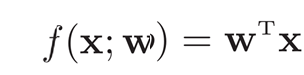 f(x; w) = wᵀx